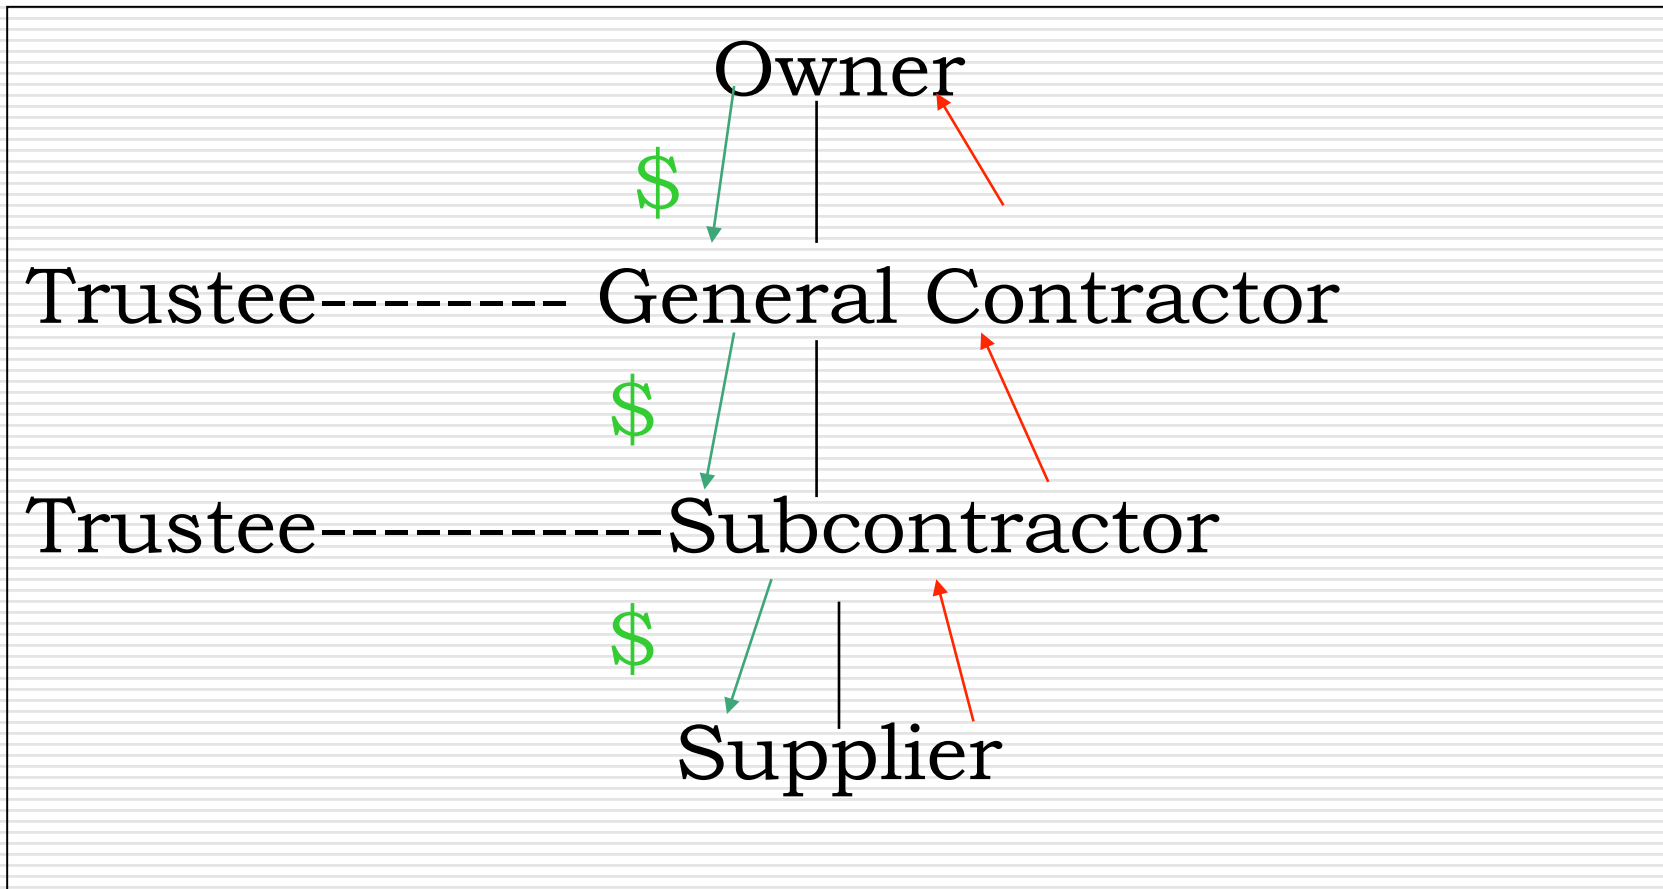 Owner
$
Trustee-------- General Contractor
$
Trustee-----------Subcontractor
$
Supplier